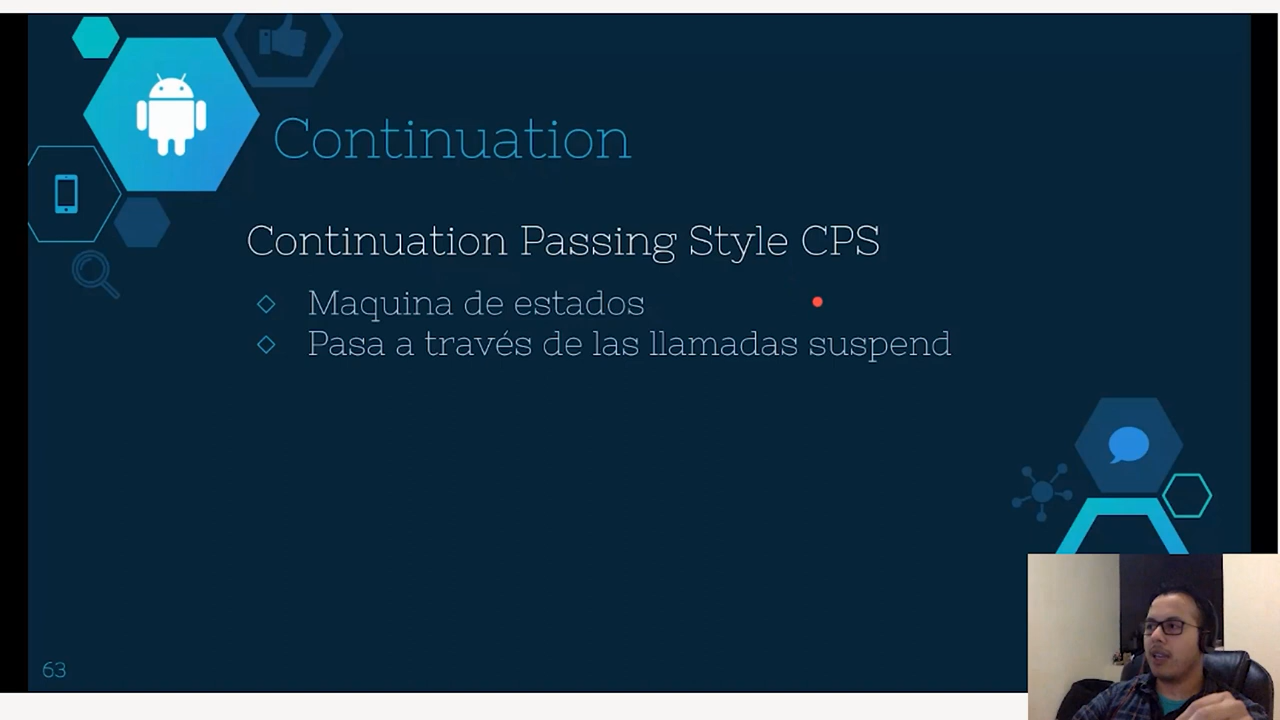 Continuation
Continuation Passing Style CPS
Maquina de estados
Pasa a través de las llamadas suspend
63